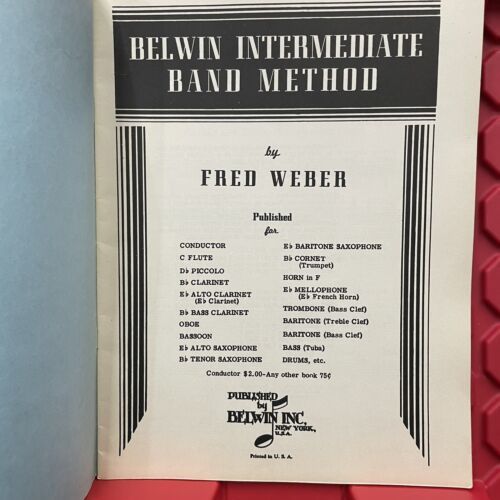 BELWIN INTERMEDIATE
BAND METHOD
by
FRED WEBER
Published
for
CONDUCTOR
C FLUTE
D♭ PICCOLO
B♭ CLARINET
E♭ ALTO CLARINET
(E♭ Clarinet)
B♭ BASS CLARINET
OBOE
BASSOON
E♭ ALTO SAXOPHONE
B♭ TENOR SAXOPHONE
E♭ BARITONE SAXOPHONE
B♭ CORNET
(Trumpet)
HORN in F
E♭ MELLOPHONE
(E♭ French Horn)
TROMBONE (Bass Clef)
BARITONE (Treble Clef)
BARITONE (Bass Clef)
BASS (Tuba)
DRUMS, etc.
Conductor $2.00-Any other book 75¢
PUBLISHED
by
BELWIN INC.
NEW YORK,
U.S.A.
Printed in U. S. A.